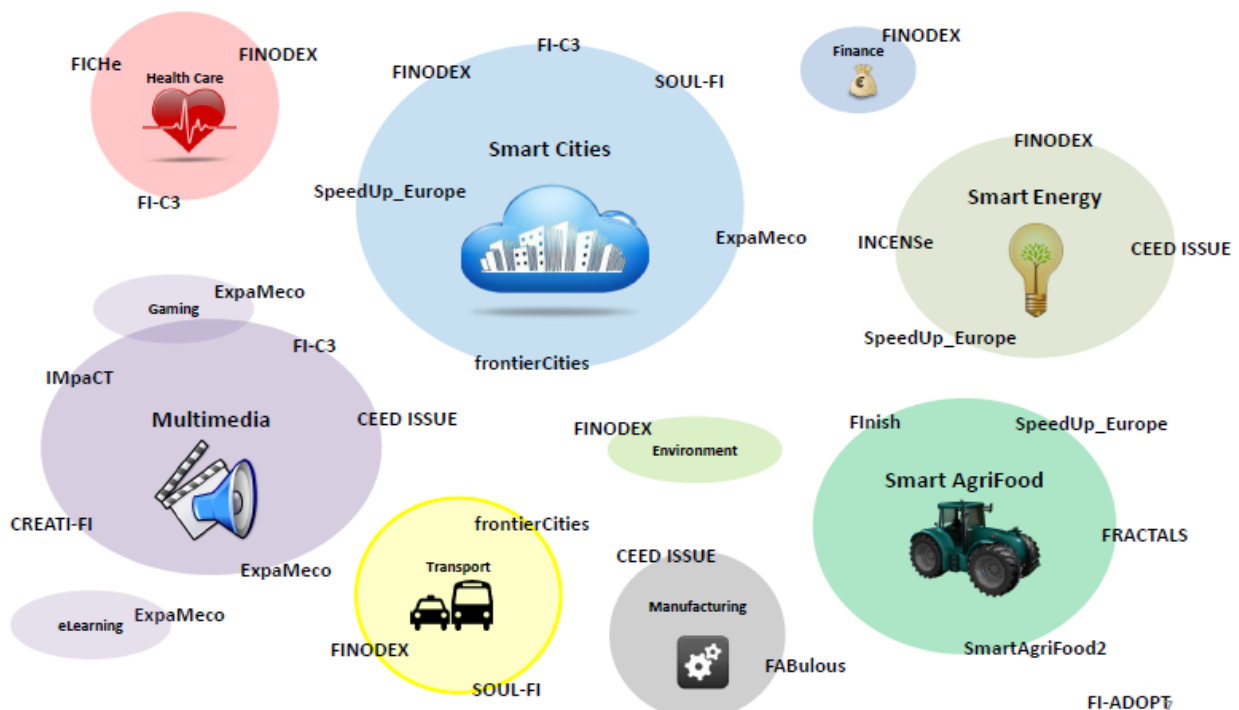 FI-C3
FINODEX
FINODEX
FINODEX
FICHe
Health Care
Finance
€
FINODEX
SOUL-FI
Smart Cities
FINODEX
SpeedUp_Europe
Smart Energy
FI-C3
ExpaMeco
INCENSe
CEED ISSUE
ExpaMeco
Gaming
FI-C3
SpeedUp_Europe
frontierCities
IMpaCT
Multimedia
CEED ISSUE
FINODEX
Environment
FInish
SpeedUp_Europe
Smart AgriFood
CREATI-FI
frontierCities
FRACTALS
ExpaMeco
Transport
CEED ISSUE
Manufacturing
ExpaMeco
eLearning
FINODEX
SmartAgriFood2
FABulous
SOUL-FI
FI-ADOPT